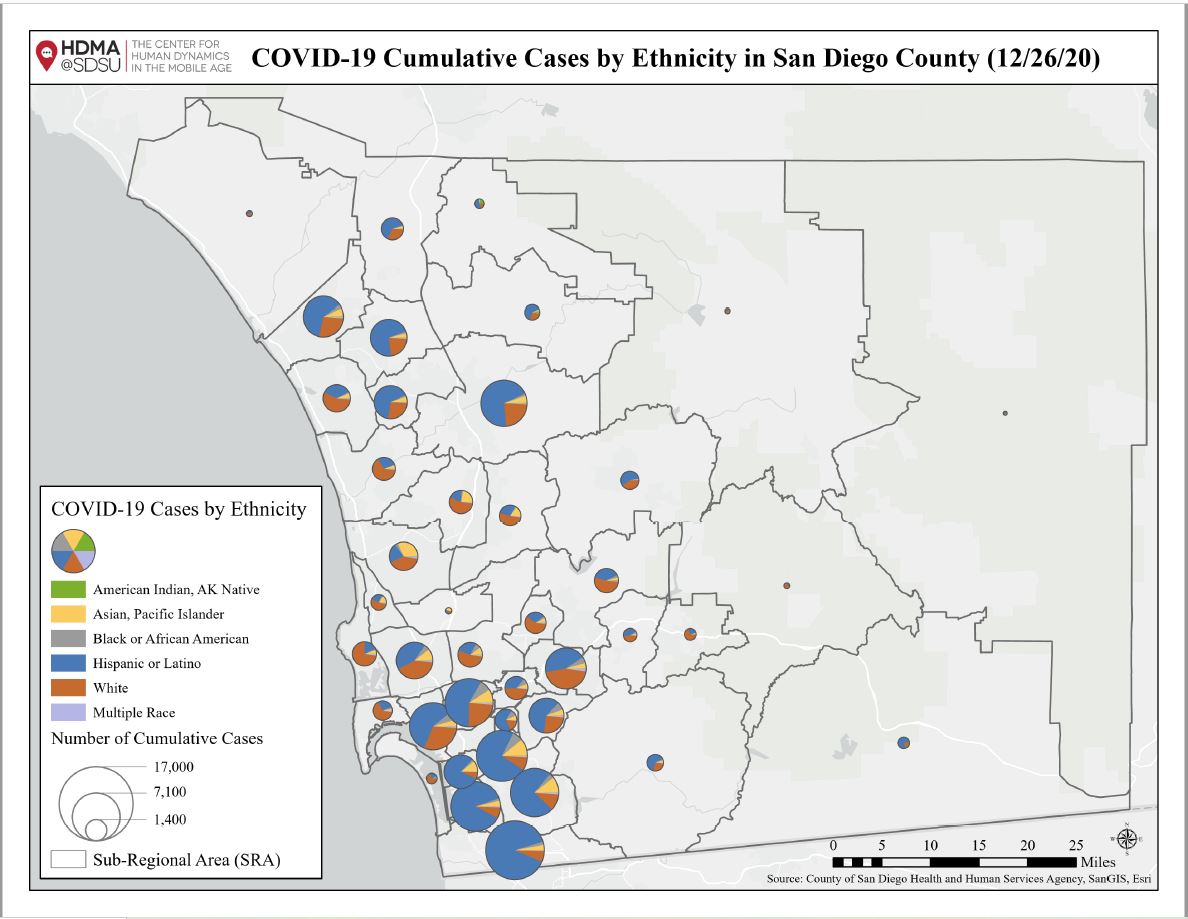 HDMA
@SDSU
THE CENTER FOR
HUMAN DYNAMICS
IN THE MOBILE AGE
COVID-19 Cumulative Cases by Ethnicity in San Diego County (12/26/20)
COVID-19 Cases by Ethnicity
American Indian, AK Native
Asian, Pacific Islander
Black or African American
Hispanic or Latino
White
Multiple Race
Number of Cumulative Cases
17,000
7,100
1,400
Sub-Regional Area (SRA)
N
W E
S
0 5 10 15 20 25
Miles
Source: County of San Diego Health and Human Services Agency, SanGIS, Esri